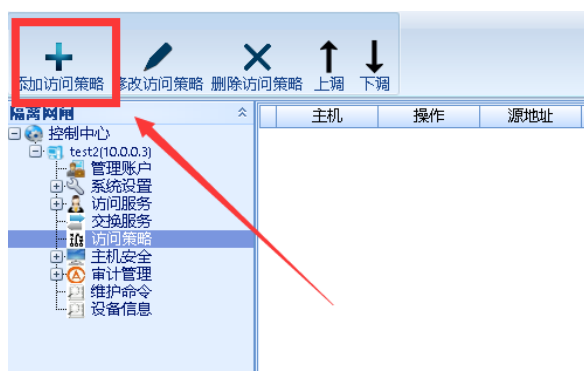 添加访问策略 修改访问策略 删除访问策略 上调 下调
隔离网闸
主机 操作 源地址
控制中心
test2(10.0.0.3)
管理账户
系统设置
访问服务
交换服务
访问策略
主机安全
审计管理
维护命令
设备信息